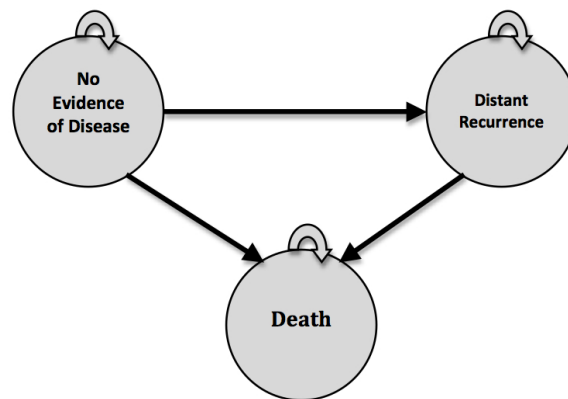 No
Evidence
of Disease
Distant
Recurrence
Death